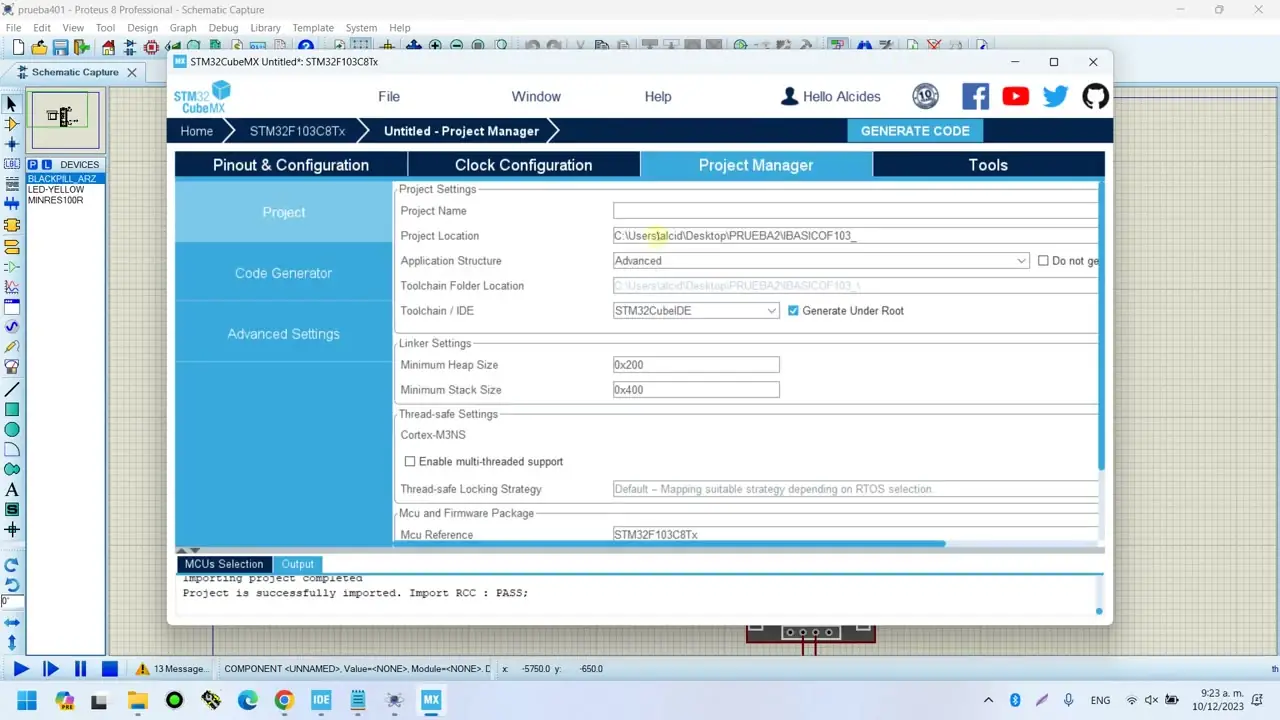 prueba401 - Proteus 8 Professional - Schematic Capture
File Edit View Tool Design Graph Debug Library Template System Help
Schematic Capture
STM32CubeMX Untitled*: STM32F103C8Tx
STM32
CubeMX
File Window Help Hello Alcides
Home STM32F103C8Tx Untitled - Project Manager GENERATE CODE
Pinout & Configuration Clock Configuration Project Manager Tools
P L DEVICES
BLACKPILL_ARZ
LED-YELLOW
MINRES100R
Project
Code Generator
Advanced Settings
Project Settings
Project Name
Project Location C:\Users\alcid\Desktop\PRUEBA2\IBASICOF103_
Application Structure Advanced Do not ge
Toolchain Folder Location C:\Users\alcid\Desktop\PRUEBA2\IBASICOF103_\
Toolchain / IDE STM32CubeIDE Generate Under Root
Linker Settings
Minimum Heap Size 0x200
Minimum Stack Size 0x400
Thread-safe Settings
Cortex-M3NS
Enable multi-threaded support
Thread-safe Locking Strategy Default – Mapping suitable strategy depending on RTOS selection.
Mcu and Firmware Package
Mcu Reference STM32F103C8Tx
MCUs Selection Output
Importing project completed
Project is successfully imported. Import RCC : PASS;
13 Message... COMPONENT <UNNAMED>, Value=<NONE>, Module=<NONE>. D x: -5750.0 y: -650.0 th
IDE MX ENG 9:23 a. m.
10/12/2023